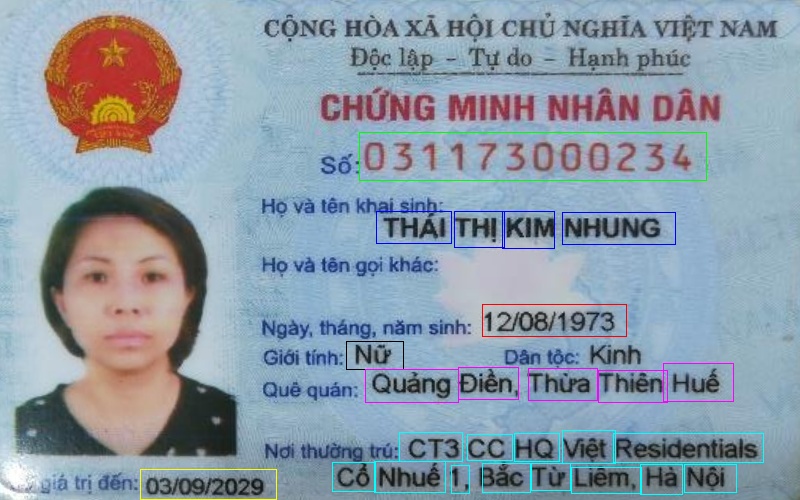 CỘNG HÒA XÃ HỘI CHỦ NGHĨA VIỆT NAM
Độc lập - Tự do - Hạnh phúc
CHỨNG MINH NHÂN DÂN
Số: 031173000234
Họ và tên khai sinh:
THÁI THỊ KIM NHUNG
Họ và tên gọi khác:
Ngày, tháng, năm sinh: 12/08/1973
Giới tính: Nữ Dân tộc: Kinh
Quê quán: Quảng Điền, Thừa Thiên Huế
Nơi thường trú: CT3 CC HQ Việt Residentials
Cổ Nhuế 1, Bắc Từ Liêm, Hà Nội
giá trị đến: 03/09/2029